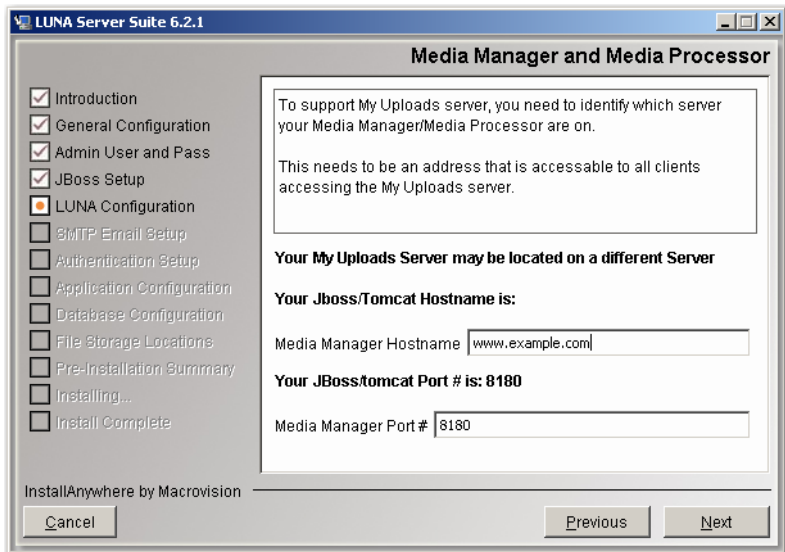 LUNA Server Suite 6.2.1
Media Manager and Media Processor
Introduction
General Configuration
Admin User and Pass
JBoss Setup
LUNA Configuration
SMTP Email Setup
Authentication Setup
Application Configuration
Database Configuration
File Storage Locations
Pre-Installation Summary
Installing...
Install Complete
To support My Uploads server, you need to identify which server
your Media Manager/Media Processor are on.
This needs to be an address that is accessable to all clients
accessing the My Uploads server.
Your My Uploads Server may be located on a different Server
Your Jboss/Tomcat Hostname is:
Media Manager Hostname www.example.com
Your JBoss/tomcat Port # is: 8180
Media Manager Port # 8180
InstallAnywhere by Macrovision
Cancel Previous Next